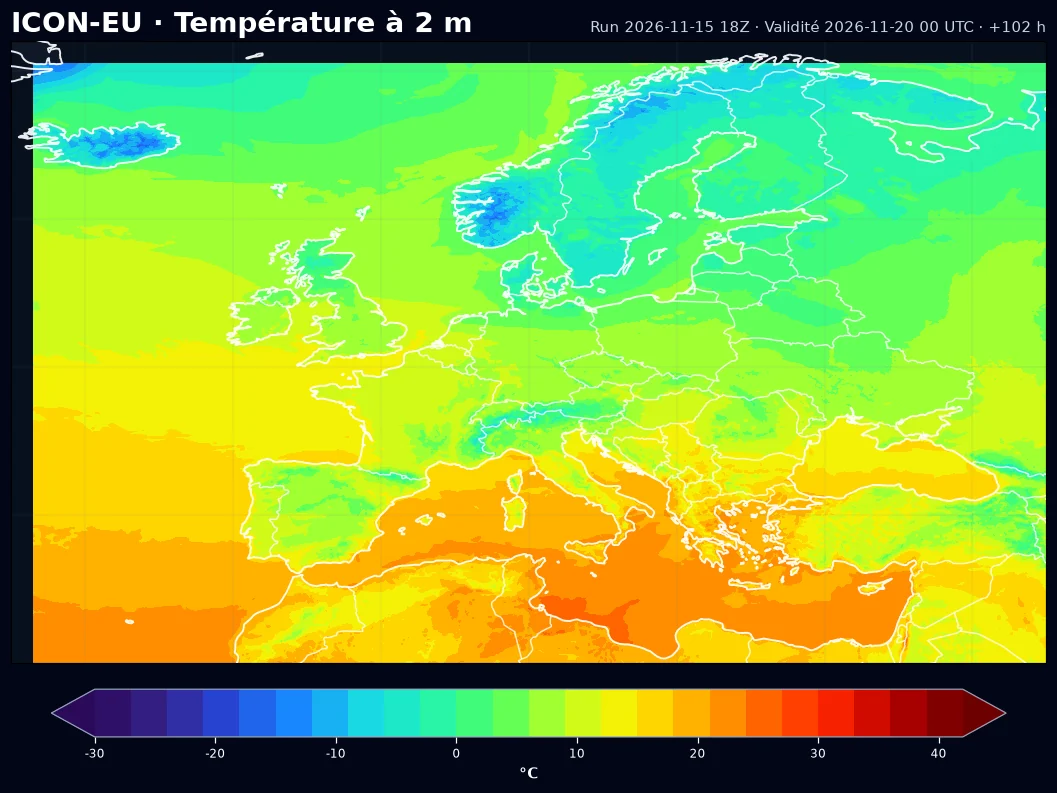 ICON-EU · Température à 2 m
Run 2026-11-15 18Z · Validité 2026-11-20 00 UTC · +102 h
-30 -20 -10 0 10 20 30 40
°C